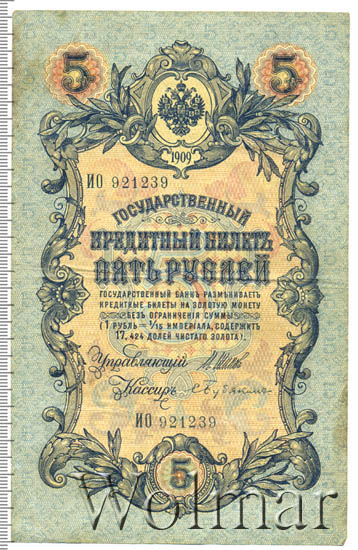 5 5
1909
ИО 921239
ГОСУДАРСТВЕННЫЙ
КРЕДИТНЫЙ БИЛЕТЪ
ПЯТЬ РУБЛЕЙ
ГОСУДАРСТВЕННЫЙ БАНКЪ РАЗМѢНИВАЕТЪ
КРЕДИТНЫЕ БИЛЕТЫ НА ЗОЛОТУЮ МОНЕТУ
БЕЗЪ ОГРАНИЧЕНІЯ СУММЫ
(1 РУБЛЬ = 1/15 ИМПЕРІАЛА, СОДЕРЖИТЪ
17,424 ДОЛЕЙ ЧИСТАГО ЗОЛОТА).
Управляющій
Кассиръ
ИО 921239
5
Wolmar